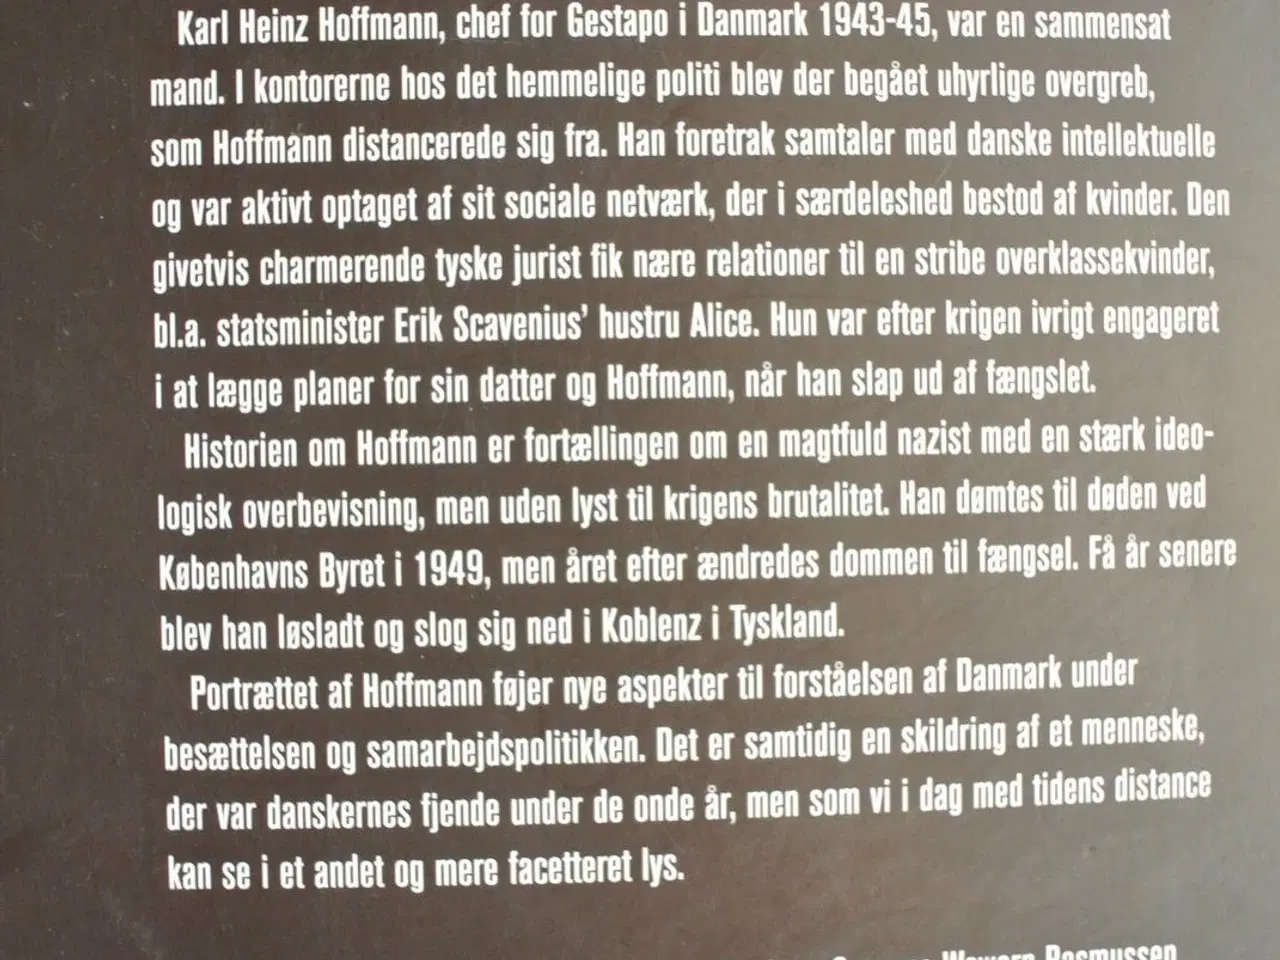 Karl Heinz Hoffmann, chef for Gestapo i Danmark 1943-45, var en sammensat
mand. I kontorerne hos det hemmelige politi blev der begået uhyrlige overgreb,
som Hoffmann distancerede sig fra. Han foretrak samtaler med danske intellektuelle
og var aktivt optaget af sit sociale netværk, der i særdeleshed bestod af kvinder. Den
givetvis charmerende tyske jurist fik nære relationer til en stribe overklassekvinder,
bl.a. statsminister Erik Scavenius' hustru Alice. Hun var efter krigen ivrigt engageret
i at lægge planer for sin datter og Hoffmann, når han slap ud af fængslet.
Historien om Hoffmann er fortællingen om en magtfuld nazist med en stærk ideo-
logisk overbevisning, men uden lyst til krigens brutalitet. Han dømtes til døden ved
Københavns Byret i 1949, men året efter ændredes dommen til fængsel. Få år senere
blev han løsladt og slog sig ned i Koblenz i Tyskland.
Portrættet af Hoffmann føjer nye aspekter til forståelsen af Danmark under
besættelsen og samarbejdspolitikken. Det er samtidig en skildring af et menneske,
der var danskernes fjende under de onde år, men som vi i dag med tidens distance
kan se i et andet og mere facetteret lys.
Rasmussen